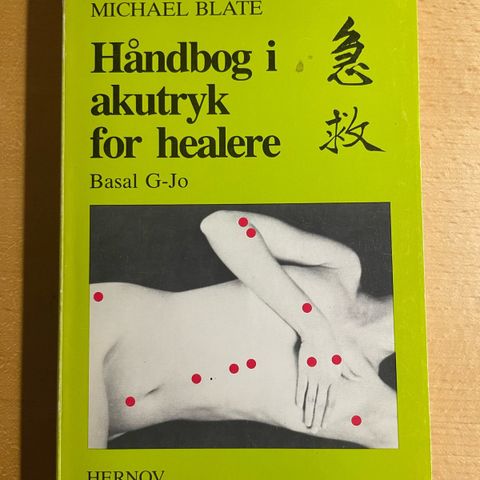 MICHAEL BLATE
Håndbog i
akutryk
for healere
急救
Basal G-Jo
HERNOV